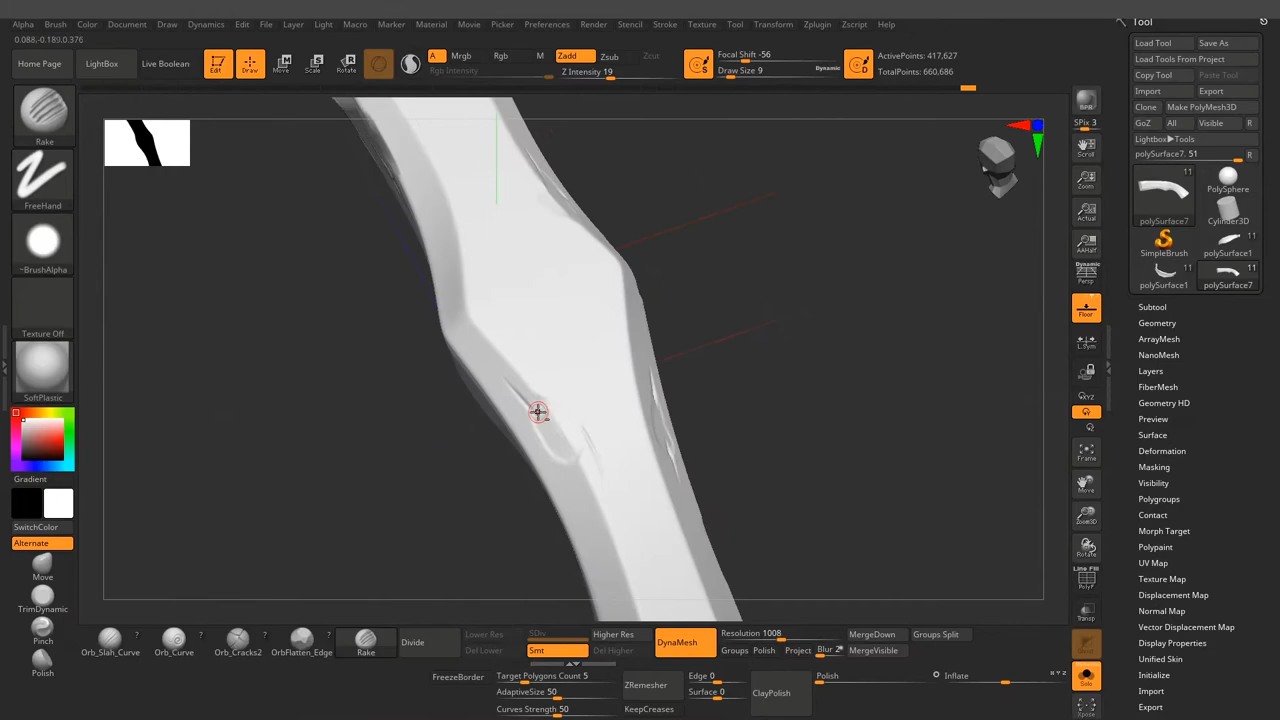 Alpha Brush Color Document Draw Dynamics Edit File Layer Light Macro Marker Material Movie Picker Preferences Render Stencil Stroke Texture Tool Transform Zplugin Zscript Help
0.088,-0.189,0.376
Home Page LightBox Live Boolean Edit Draw Move Scale Rotate
A Mrgb Rgb M Zadd Zsub Zcut
Rgb Intensity Z Intensity 19
Focal Shift -56
Draw Size 9 Dynamic
S
D
ActivePoints: 417,627
TotalPoints: 660,686
Tool
Load Tool Save As
Load Tools From Project
Copy Tool Paste Tool
Import Export
Clone Make PolyMesh3D
GoZ All Visible R
Lightbox▶Tools
polySurface7. 51 R
11
polySurface7
PolySphere
Cylinder3D
SimpleBrush
11
polySurface1
11
polySurface1
11
polySurface7
Subtool
Geometry
ArrayMesh
NanoMesh
Layers
FiberMesh
Geometry HD
Preview
Surface
Deformation
Masking
Visibility
Polygroups
Contact
Morph Target
Polypaint
UV Map
Texture Map
Displacement Map
Normal Map
Vector Displacement Map
Display Properties
Unified Skin
Initialize
Import
Export
BPR
SPix 3
Scroll
Zoom
Actual
AAHalf
Dynamic
Persp
Floor
L.Sym
Frame
Move
Zoom3D
Rotate
Line Fill
PolyF
Transp
Solo
Xpose
Rake
FreeHand
~BrushAlpha
Texture Off
SoftPlastic
Gradient
SwitchColor
Alternate
Move
TrimDynamic
Pinch
Polish
Orb_Slah_Curve ? Orb_Curve ? Orb_Cracks2 ? OrbFlatten_Edge ? Rake
Divide
Lower Res SDiv Higher Res
Del Lower Smt Del Higher
DynaMesh
Resolution 1008
Groups Polish Project Blur 2
MergeDown Groups Split
MergeVisible
FreezeBorder
Target Polygons Count 5
AdaptiveSize 50
Curves Strength 50
ZRemesher
KeepCreases
Edge 0
Surface 0
ClayPolish
Polish
Inflate X Y Z